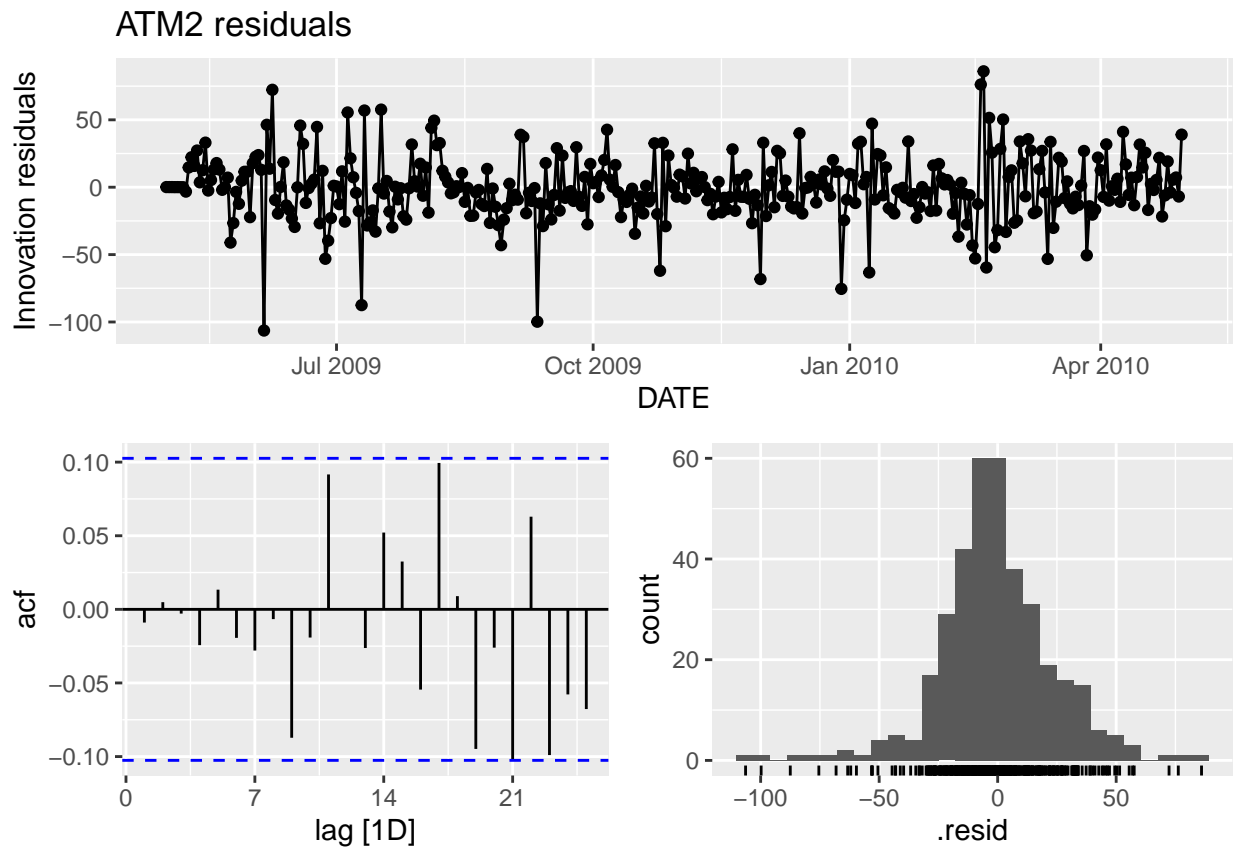 ATM2 residuals
Innovation residuals
50
0
−50
−100
Jul 2009
Oct 2009
Jan 2010
Apr 2010
DATE
acf
0.10
0.05
0.00
−0.05
−0.10
0
7
14
21
lag [1D]
count
60
40
20
0
−100
−50
0
50
.resid